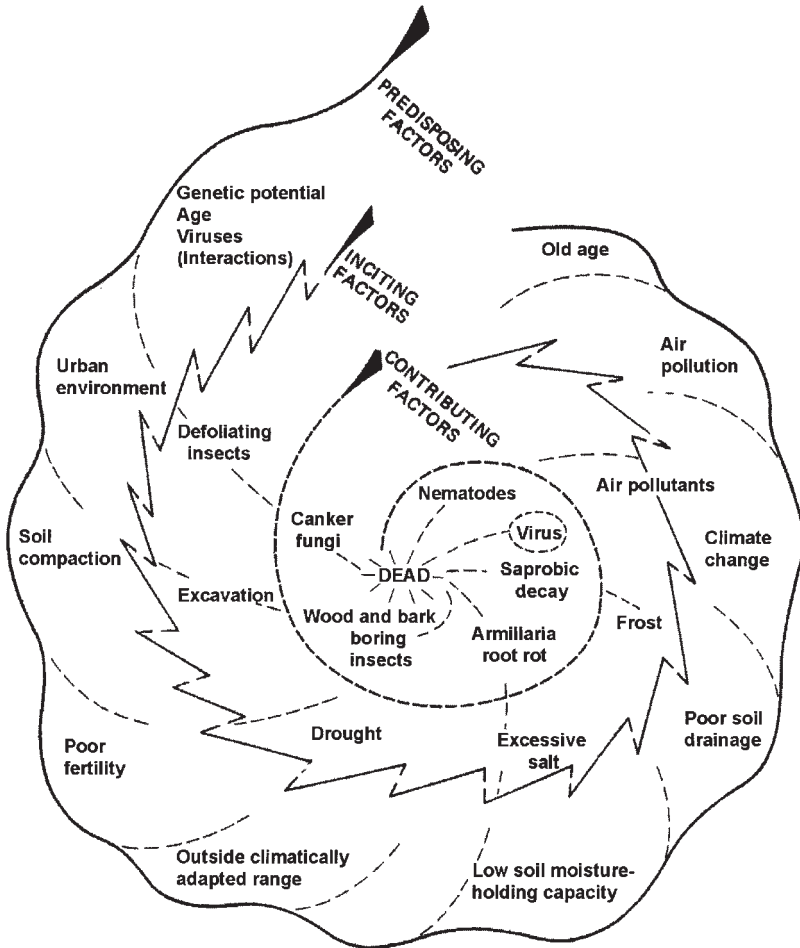 PREDISPOSING
FACTORS
Genetic potential
Age
Viruses
(Interactions)
INCITING
FACTORS
Old age
Urban
environment
Air
pollution
CONTRIBUTING
FACTORS
Defoliating
insects
Nematodes
Air pollutants
Canker
fungi
Virus
Soil
compaction
Climate
change
DEAD
Saprobic
decay
Excavation
Wood and bark
boring
insects
Armillaria
root rot
Frost
Poor
fertility
Drought
Excessive
salt
Poor soil
drainage
Outside climatically
adapted range
Low soil moisture-
holding capacity